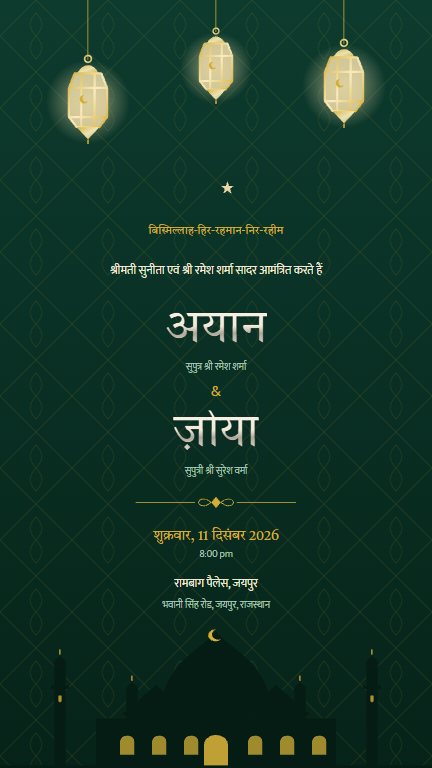 बिस्मिल्लाह-हिर-रहमान-निर-रहीम
श्रीमती सुनीता एवं श्री रमेश शर्मा सादर आमंत्रित करते हैं
अयान
सुपुत्र श्री रमेश शर्मा
&
ज़ोया
सुपुत्री श्री सुरेश वर्मा
शुक्रवार, 11 दिसंबर 2026
8:00 pm
रामबाग पैलेस, जयपुर
भवानी सिंह रोड, जयपुर, राजस्थान